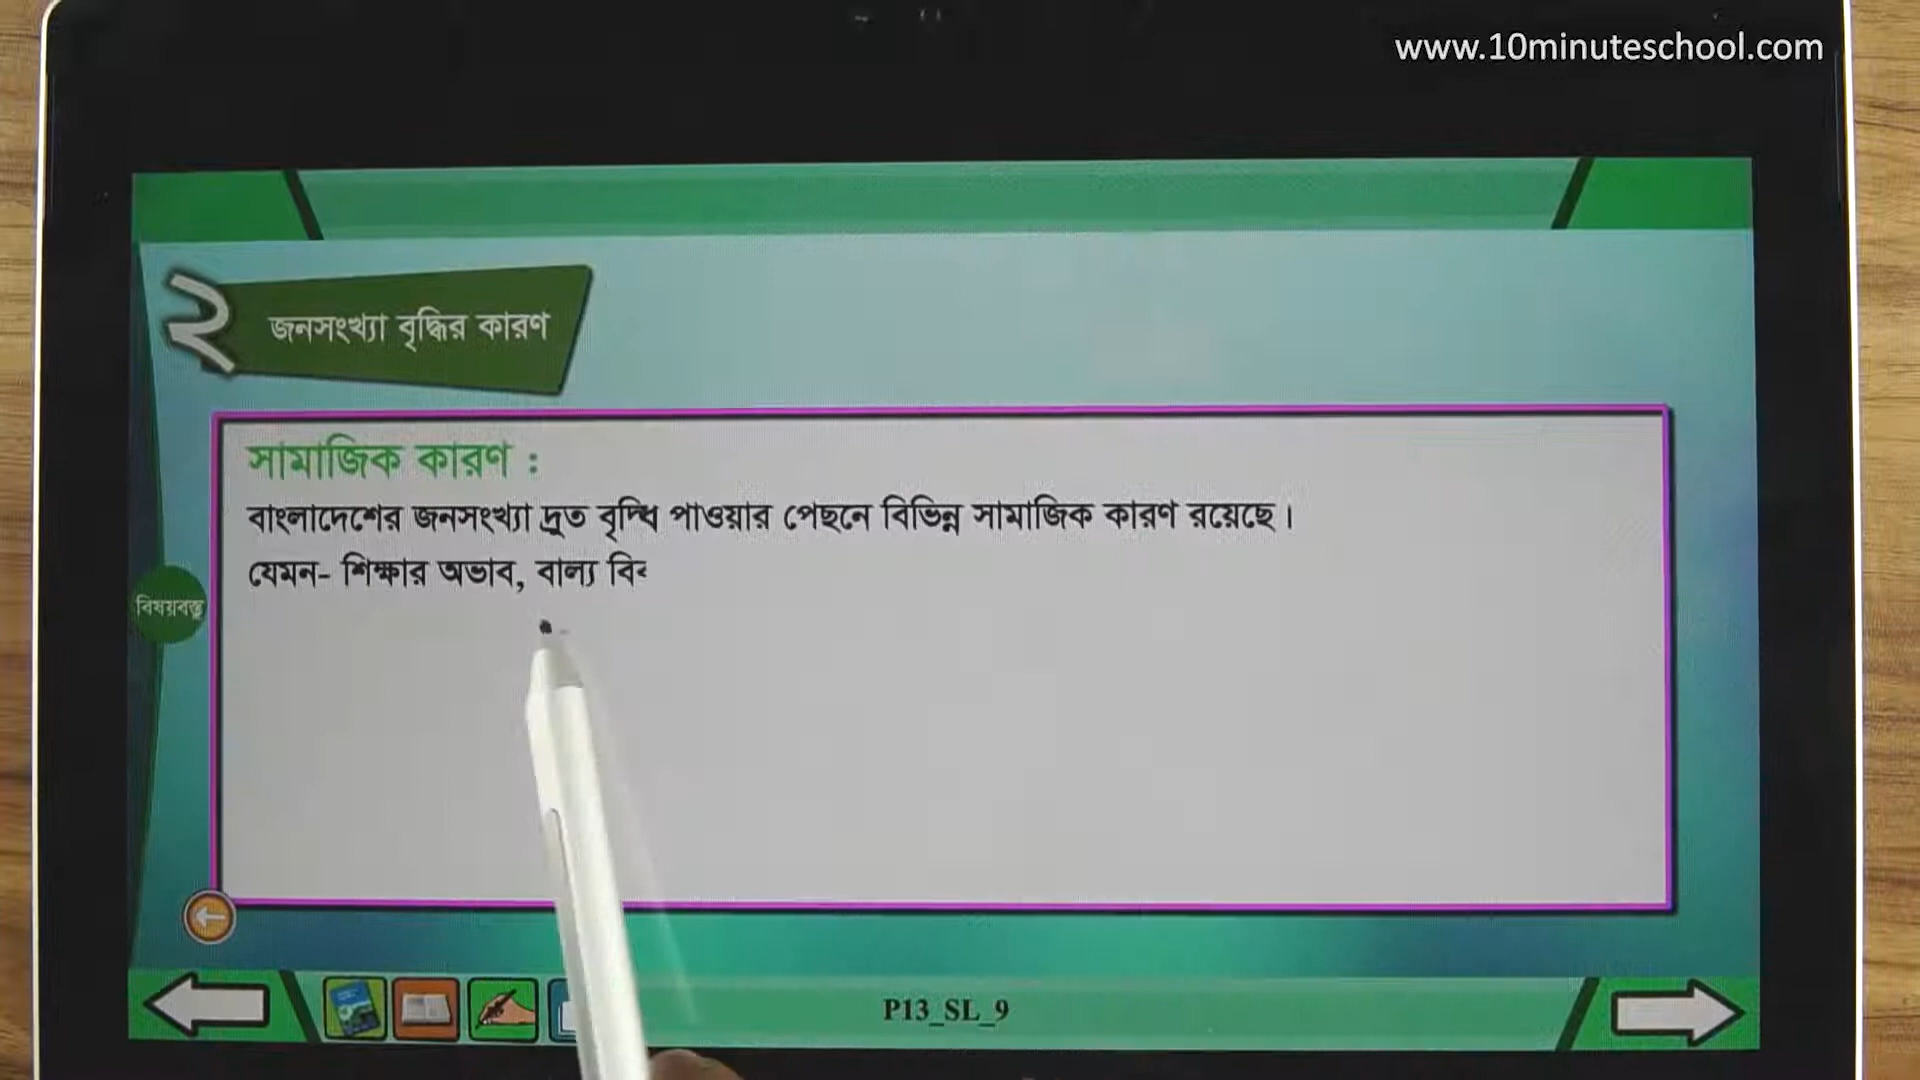 www.10minuteschool.com
২
জনসংখ্যা বৃদ্ধির কারণ
সামাজিক কারণ :
বাংলাদেশের জনসংখ্যা দ্রুত বৃদ্ধি পাওয়ার পেছনে বিভিন্ন সামাজিক কারণ রয়েছে।
যেমন- শিক্ষার অভাব, বাল্য
বিষয়বস্তু
P13_SL_9